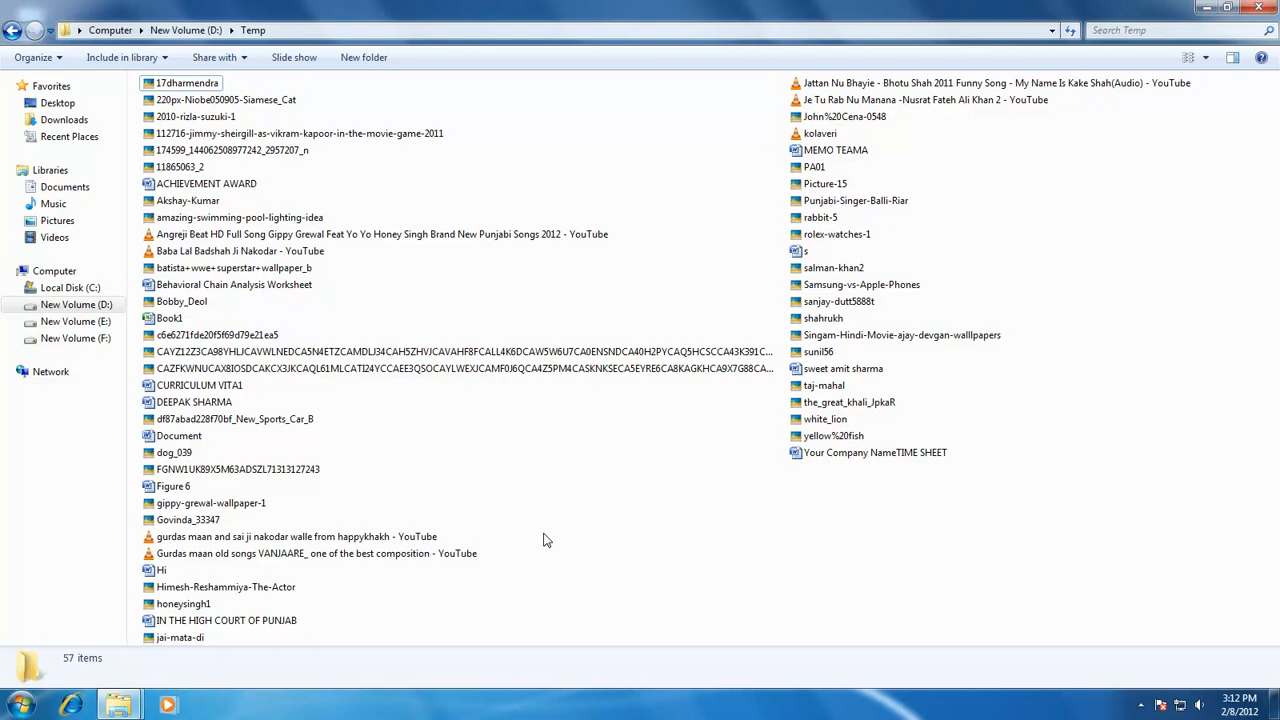 Computer New Volume (D:) Temp
Search Temp
Organize Include in library Share with Slide show New folder
Favorites
Desktop
Downloads
Recent Places
Libraries
Documents
Music
Pictures
Videos
Computer
Local Disk (C:)
New Volume (D:)
New Volume (E:)
New Volume (F:)
Network
17dharmendra
220px-Niobe050905-Siamese_Cat
2010-rizla-suzuki-1
112716-jimmy-sheirgill-as-vikram-kapoor-in-the-movie-game-2011
174599_144062508977242_2957207_n
11865063_2
ACHIEVEMENT AWARD
Akshay-Kumar
amazing-swimming-pool-lighting-idea
Angreji Beat HD Full Song Gippy Grewal Feat Yo Yo Honey Singh Brand New Punjabi Songs 2012 - YouTube
Baba Lal Badshah Ji Nakodar - YouTube
batista+wwe+superstar+wallpaper_b
Behavioral Chain Analysis Worksheet
Bobby_Deol
Book1
c6e6271fde20f5f69d79e21ea5
CAYZ12Z3CA98YHLJCAVWLNEDCA5N4ETZCAMDLJ34CAH5ZHVJCAVAHF8FCALL4K6DCAW5W6U7CA0ENSNDCA40H2PYCAQ5HCSCCA43K391C...
CAZFKWNUCAX8IOSDCAKCX3JKCAQL61MLCATI24YCCAEE3QSOCAYLWEXJCAMF0J6QCA4Z5PM4CASKNKSECA5EYRE6CA8KAGKHCA9X7G88CA...
CURRICULUM VITA1
DEEPAK SHARMA
df87abad228f70bf_New_Sports_Car_B
Document
dog_039
FGNW1UK89X5M63ADSZL71313127243
Figure 6
gippy-grewal-wallpaper-1
Govinda_33347
gurdas maan and sai ji nakodar walle from happykhakh - YouTube
Gurdas maan old songs VANJAARE_ one of the best composition - YouTube
Hi
Himesh-Reshammiya-The-Actor
honeysingh1
IN THE HIGH COURT OF PUNJAB
jai-mata-di
Jattan Nu Bhayie - Bhotu Shah 2011 Funny Song - My Name Is Kake Shah(Audio) - YouTube
Je Tu Rab Nu Manana -Nusrat Fateh Ali Khan 2 - YouTube
John%20Cena-0548
kolaveri
MEMO TEAMA
PA01
Picture-15
Punjabi-Singer-Balli-Riar
rabbit-5
rolex-watches-1
s
salman-khan2
Samsung-vs-Apple-Phones
sanjay-dutt5888t
shahrukh
Singam-Hindi-Movie-ajay-devgan-walllpapers
sunil56
sweet amit sharma
taj-mahal
the_great_khali_JpkaR
white_lion
yellow%20fish
Your Company NameTIME SHEET
57 items
3:12 PM
2/8/2012